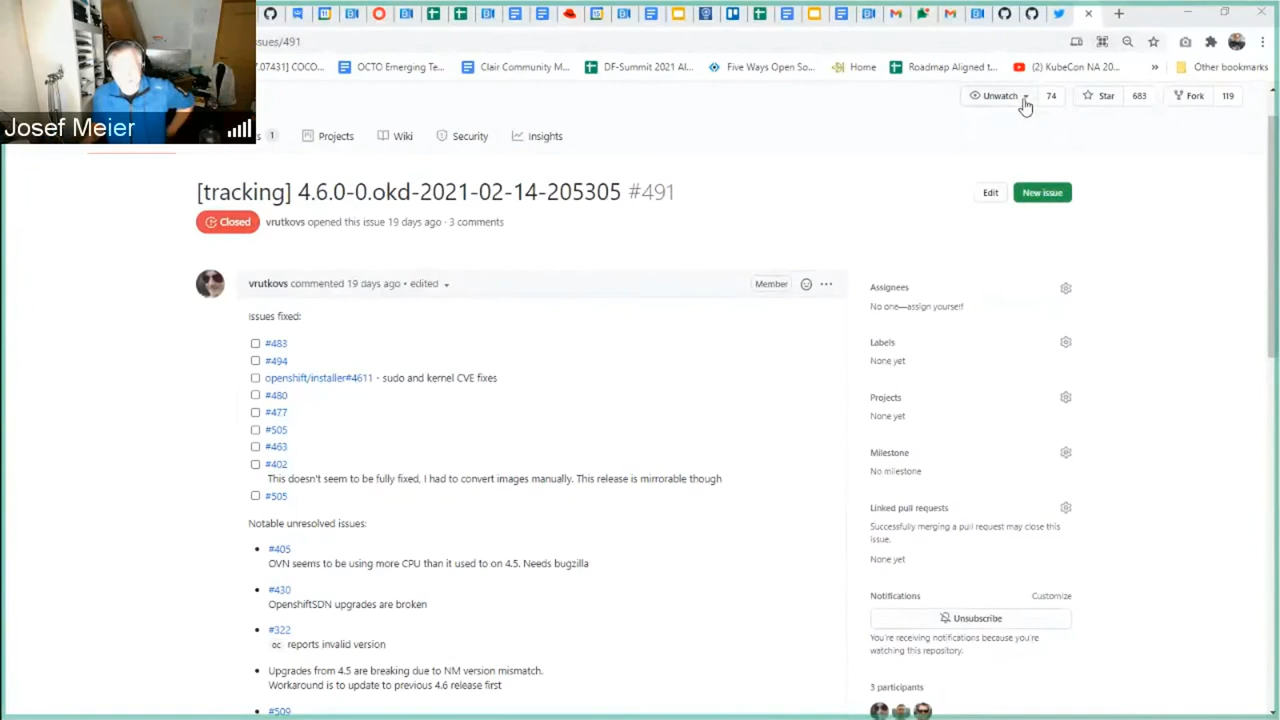 sues/491
.07431] COCO...
OCTO Emerging Te...
Clair Community M...
DF-Summit 2021 Al...
Five Ways Open So...
Home
Roadmap Aligned t...
(2) KubeCon NA 20...
»
Other bookmarks
Josef Meier
Unwatch
74
Star
683
Fork
119
s 1
Projects
Wiki
Security
Insights
[tracking] 4.6.0-0.okd-2021-02-14-205305 #491
Edit
New issue
Closed
vrutkovs opened this issue 19 days ago · 3 comments
vrutkovs commented 19 days ago • edited
Member
Issues fixed:
#483
#494
openshift/installer#4611 - sudo and kernel CVE fixes
#480
#477
#505
#463
#402
This doesn't seem to be fully fixed, I had to convert images manually. This release is mirrorable though
#505
Notable unresolved issues:
• #405
OVN seems to be using more CPU than it used to on 4.5. Needs bugzilla
• #430
OpenshiftSDN upgrades are broken
• #322
oc reports invalid version
• Upgrades from 4.5 are breaking due to NM version mismatch.
Workaround is to update to previous 4.6 release first
• #509
Assignees
No one—assign yourself
Labels
None yet
Projects
None yet
Milestone
No milestone
Linked pull requests
Successfully merging a pull request may close this
issue.
None yet
Notifications
Customize
Unsubscribe
You're receiving notifications because you're
watching this repository.
3 participants